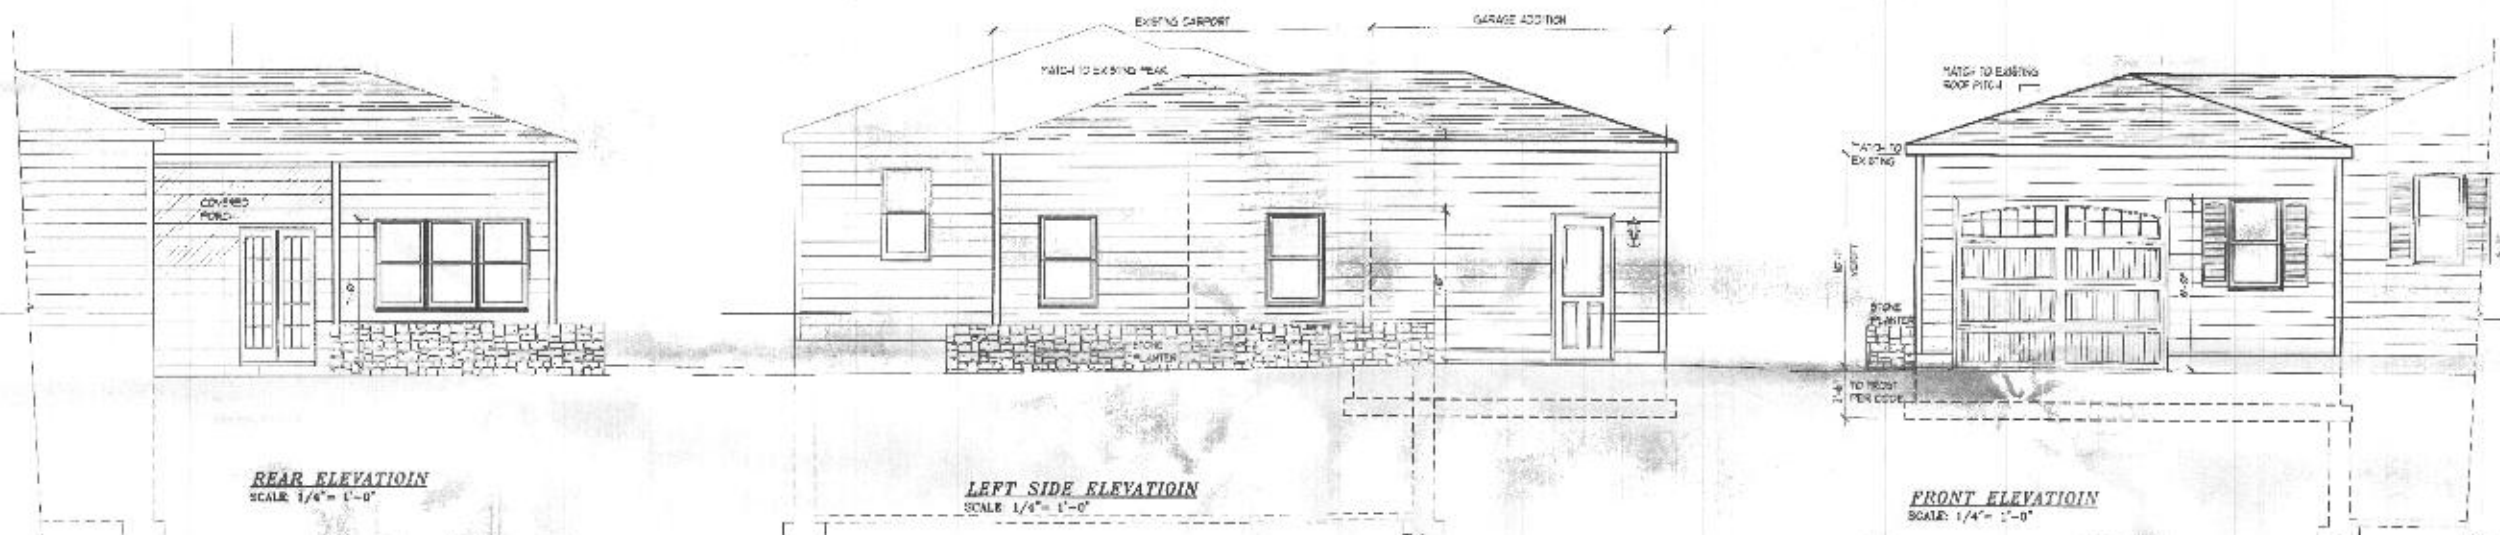 COVERED
PORCH
REAR ELEVATIOIN
SCALE: 1/4"= 1'-0"
EXISTING CARPORT
GARAGE ADDITION
MATCH TO EXISTING PEAK
STONE
PLANTER
LEFT SIDE ELEVATIOIN
SCALE: 1/4"= 1'-0"
MATCH TO EXISTING
ROOF PITCH
MATCH TO
EXISTING
STONE
PLANTER
TO FROST
PER CODE
FRONT ELEVATIOIN
SCALE: 1/4"= 1'-0"